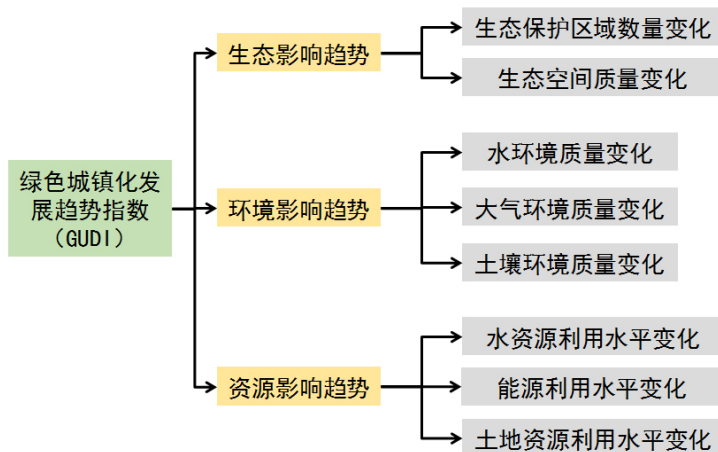 绿色城镇化发
展趋势指数
（GUDI）
生态影响趋势
生态保护区域数量变化
生态空间质量变化
环境影响趋势
水环境质量变化
大气环境质量变化
土壤环境质量变化
资源影响趋势
水资源利用水平变化
能源利用水平变化
土地资源利用水平变化